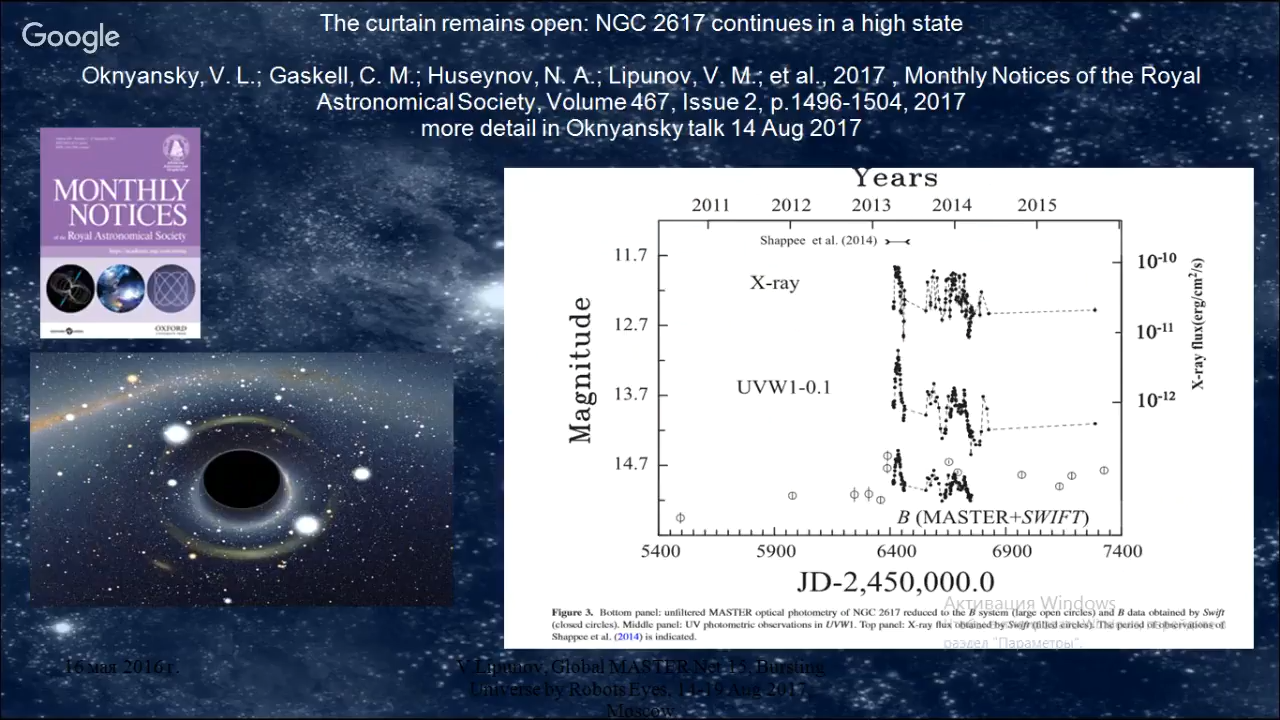 Google
The curtain remains open: NGC 2617 continues in a high state
Oknyansky, V. L.; Gaskell, C. M.; Huseynov, N. A.; Lipunov, V. M.; et al., 2017 , Monthly Notices of the Royal
Astronomical Society, Volume 467, Issue 2, p.1496-1504, 2017
more detail in Oknyansky talk 14 Aug 2017
MONTHLY
NOTICES
of the Royal Astronomical Society
OXFORD
Years
2011 2012 2013 2014 2015
Shappee et al. (2014)
X-ray
UVW1-0.1
B (MASTER+SWIFT)
Magnitude
11.7
12.7
13.7
14.7
10-10
10-11
10-12
X-ray flux(erg/cm2/s)
5400 5900 6400 6900 7400
JD-2,450,000.0
Figure 3. Bottom panel: unfiltered MASTER optical photometry of NGC 2617 reduced to the B system (large open circles) and B data obtained by Swift
(closed circles). Middle panel: UV photometric observations in UVW1. Top panel: X-ray flux obtained by Swift (filled circles). The period of observations of
Shappee et al. (2014) is indicated.
Активация Windows
раздел "Параметры".
16 мая 2016 г.
V Lipunov, Global MASTER Net 15, Bursting
Universe by Robots Eyes, 14-19 Aug 2017,
Moscow